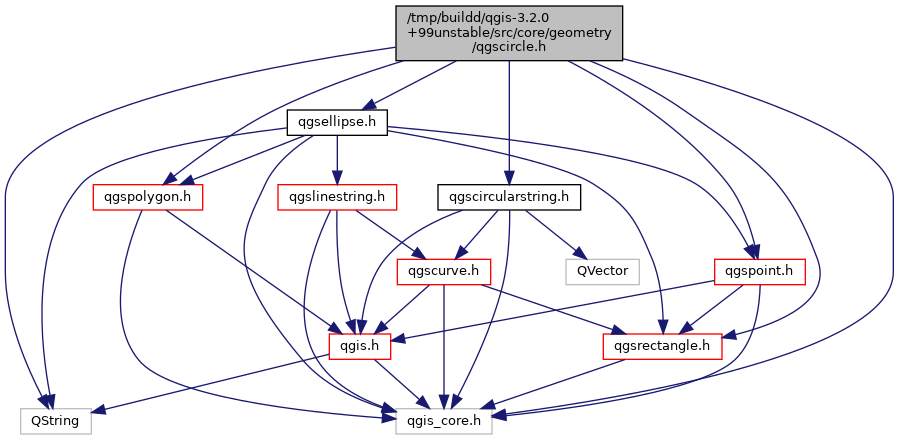 /tmp/buildd/qgis-3.2.0
+99unstable/src/core/geometry
/qgscircle.h
qgsellipse.h
qgspolygon.h
qgslinestring.h
qgscircularstring.h
qgscurve.h
QVector
qgspoint.h
qgis.h
qgsrectangle.h
QString
qgis_core.h